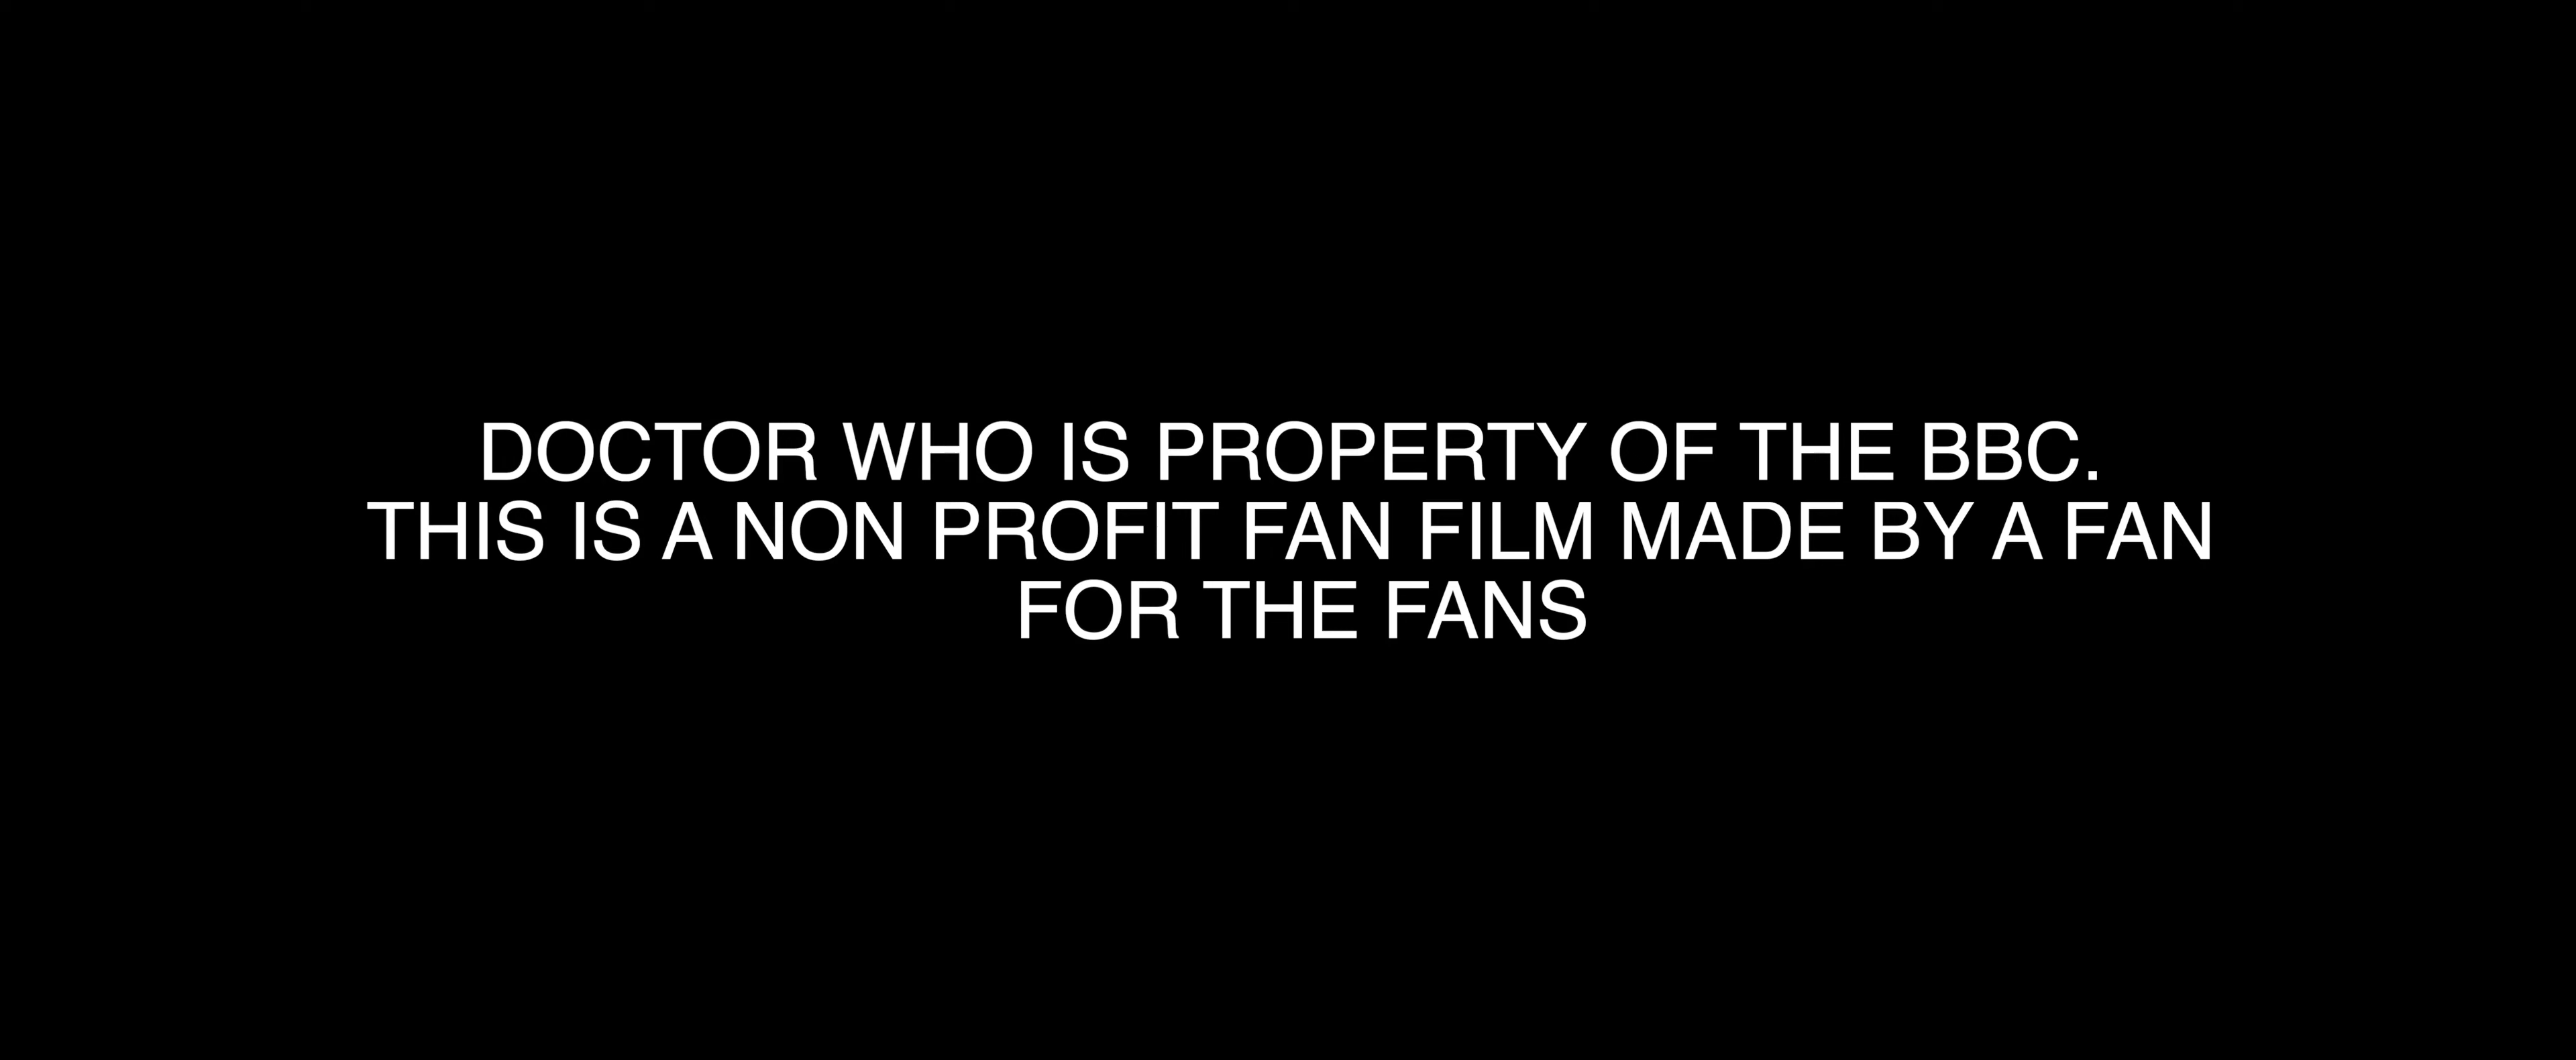 DOCTOR WHO IS PROPERTY OF THE BBC.
THIS IS A NON PROFIT FAN FILM MADE BY A FAN
FOR THE FANS